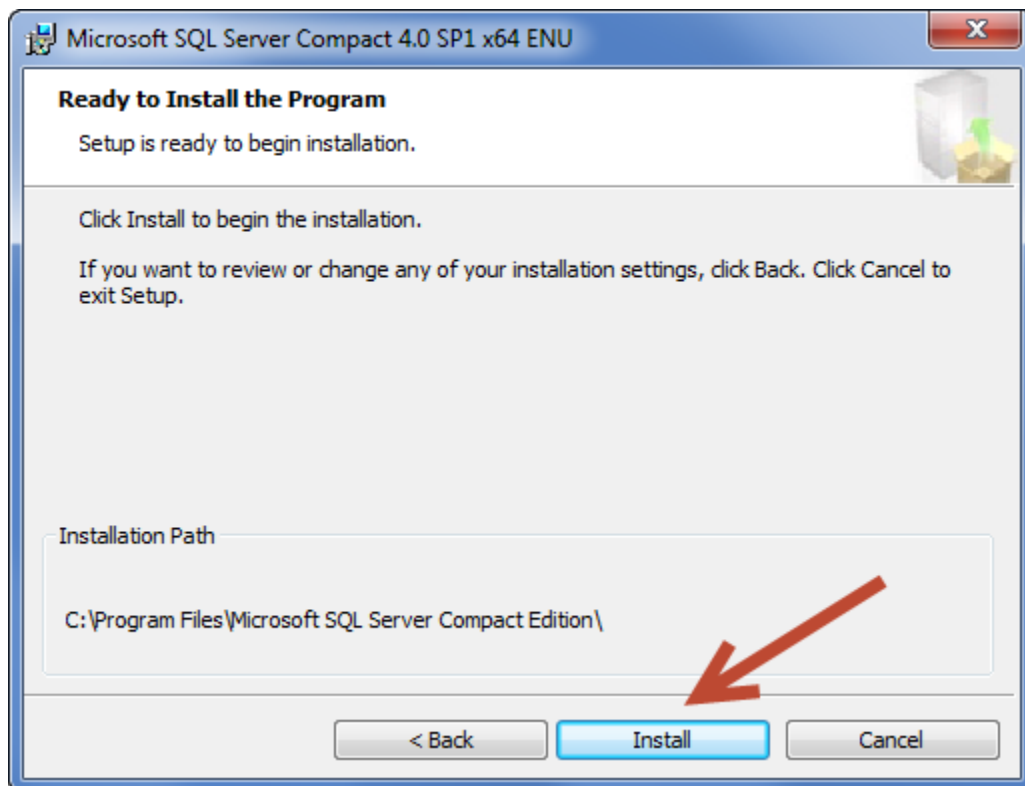 Microsoft SQL Server Compact 4.0 SP1 x64 ENU
Ready to Install the Program
Setup is ready to begin installation.
Click Install to begin the installation.
If you want to review or change any of your installation settings, click Back. Click Cancel to
exit Setup.
Installation Path
C:\Program Files\Microsoft SQL Server Compact Edition\
< Back
Install
Cancel